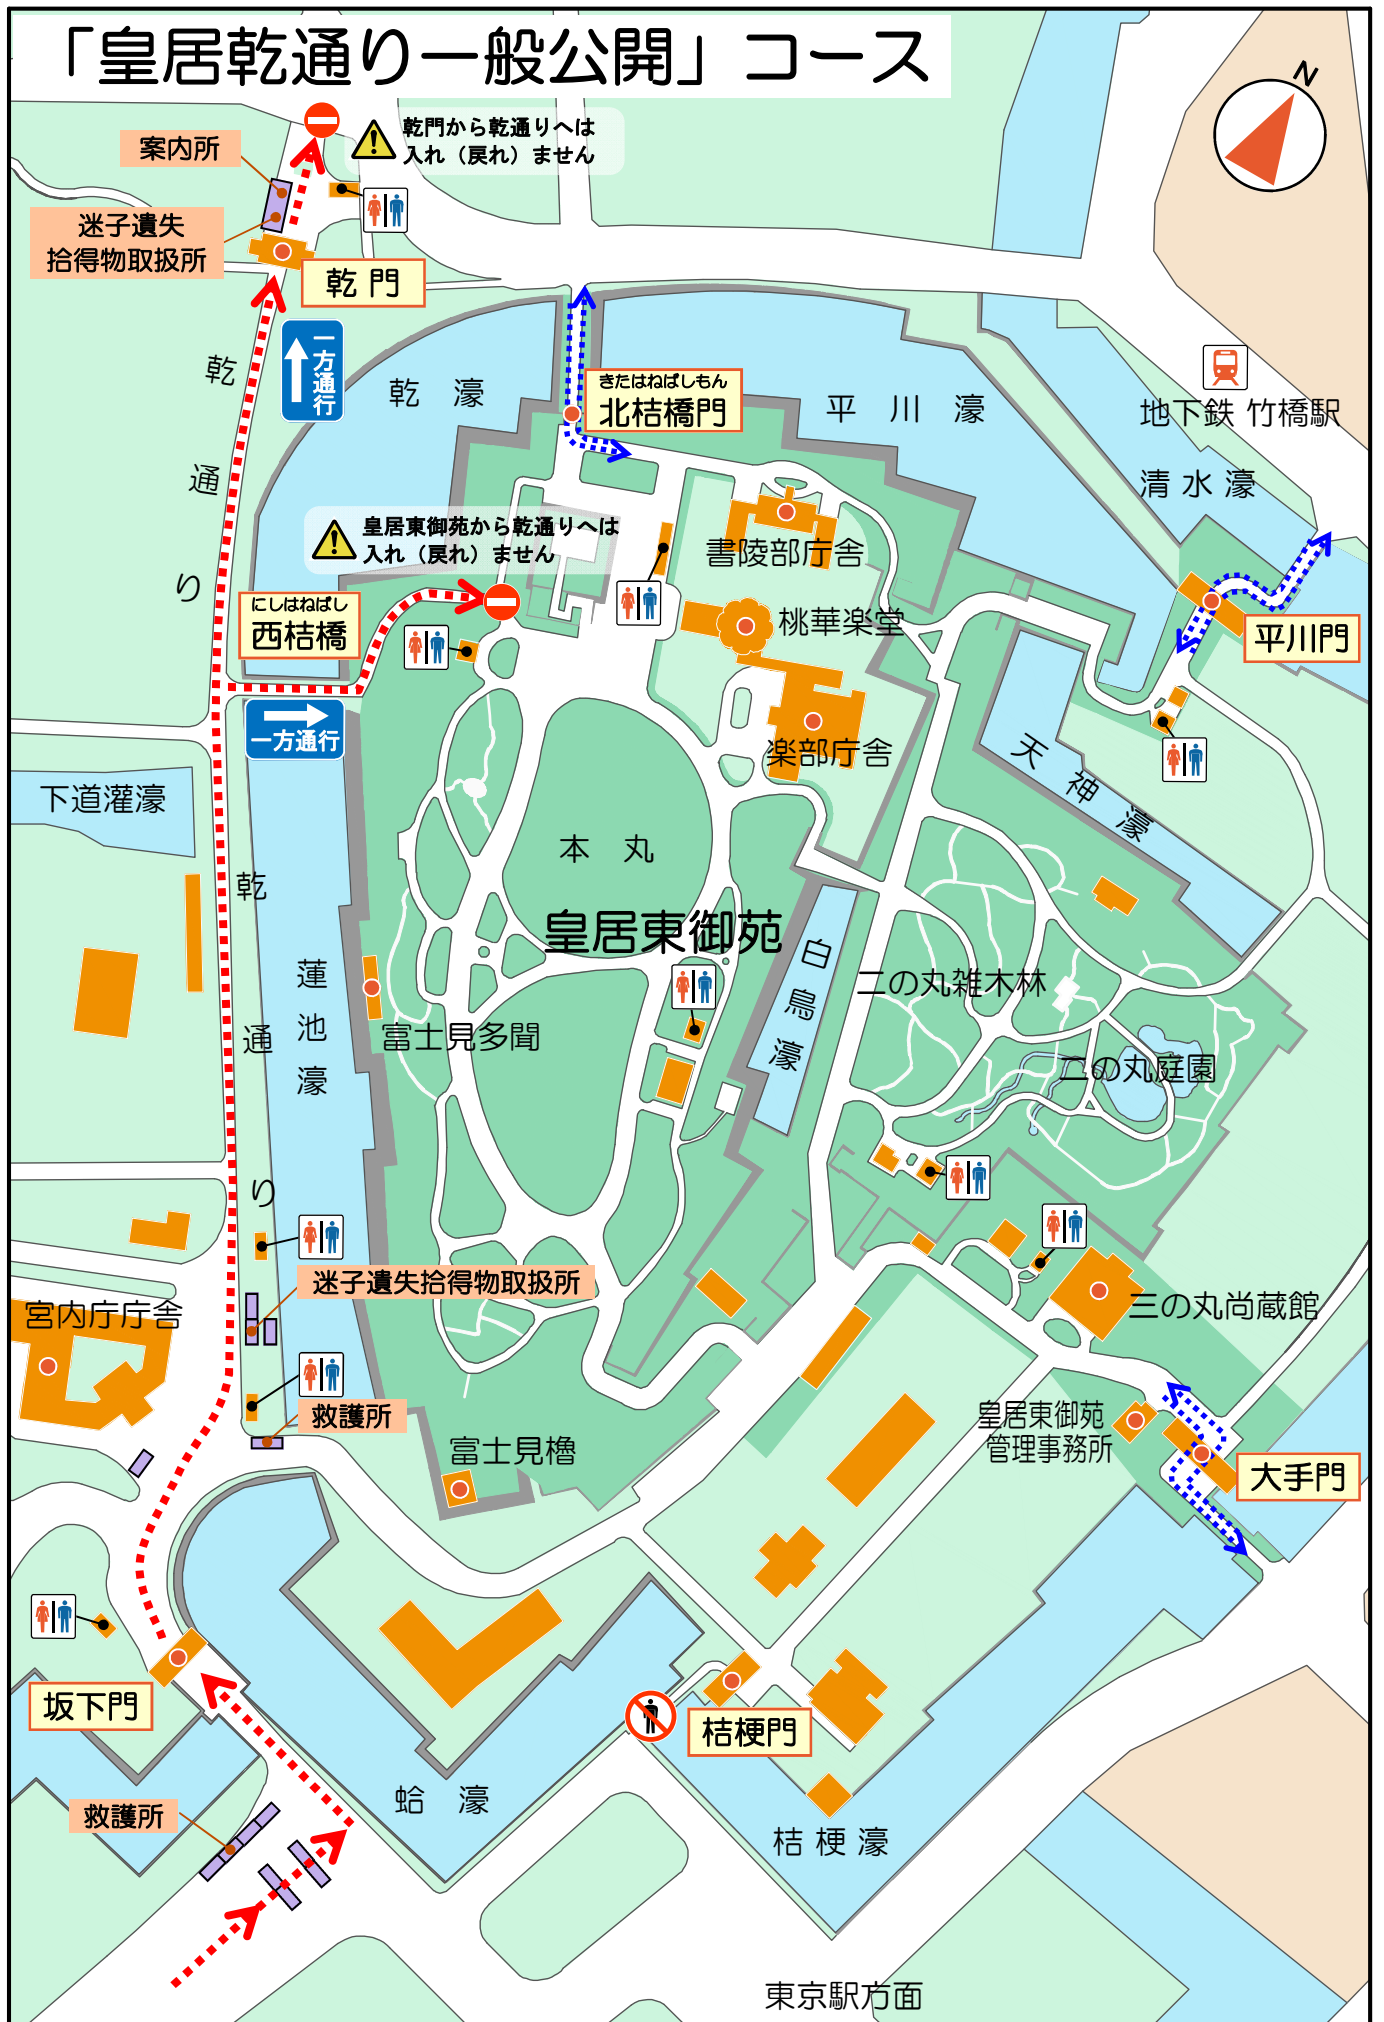 「皇居乾通り一般公開」コース
N
案内所
乾門から乾通りへは
入れ（戻れ）ません
迷子遺失
拾得物取扱所
乾門
一方通行
乾通り
乾濠
きたはねばしもん
北桔橋門
平川濠
地下鉄 竹橋駅
清水濠
皇居東御苑から乾通りへは
入れ（戻れ）ません
書陵部庁舎
にしはねばし
西桔橋
桃華楽堂
平川門
一方通行
楽部庁舎
天神濠
下道灌濠
本丸
乾通り
皇居東御苑
白鳥濠
蓮池濠
二の丸雑木林
富士見多聞
二の丸庭園
迷子遺失拾得物取扱所
宮内庁庁舎
三の丸尚蔵館
救護所
富士見櫓
皇居東御苑
管理事務所
大手門
坂下門
桔梗門
蛤濠
救護所
桔梗濠
東京駅方面